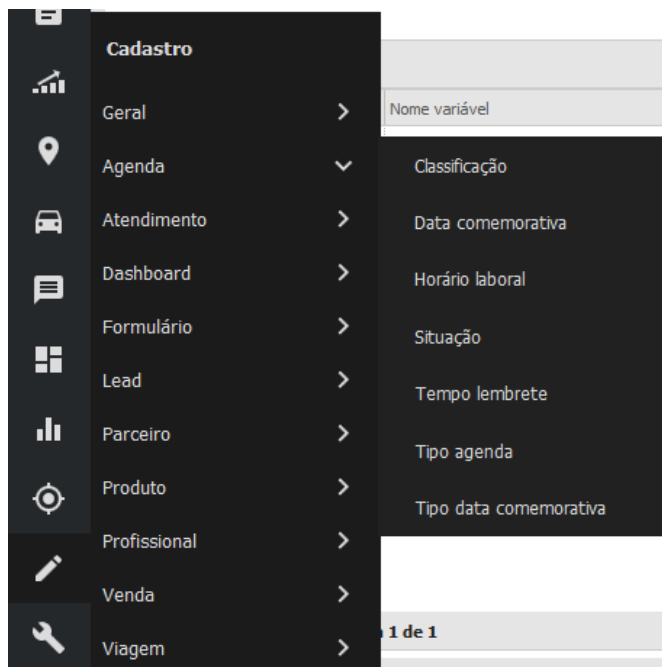 Cadastro
Geral
Agenda
Atendimento
Dashboard
Formulário
Lead
Parceiro
Produto
Profissional
Venda
Viagem
Nome variável
Classificação
Data comemorativa
Horário laboral
Situação
Tempo lembrete
Tipo agenda
Tipo data comemorativa
1 de 1